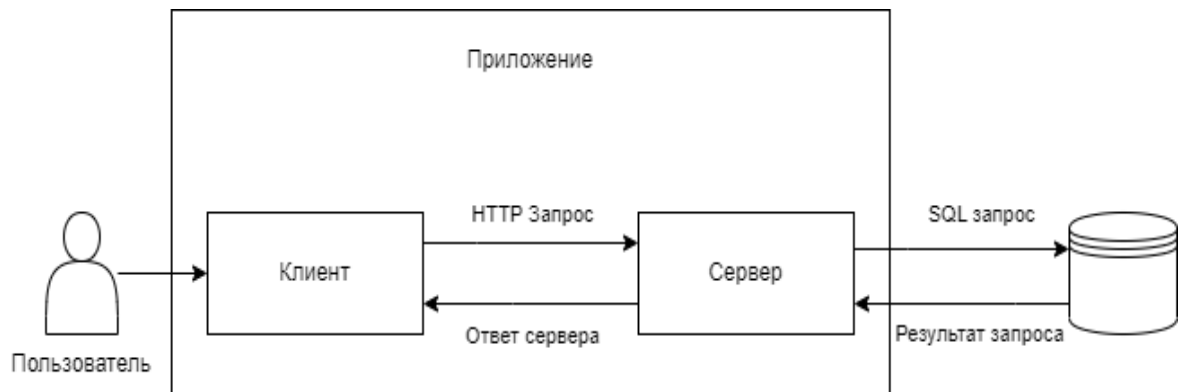 Приложение
HTTP Запрос
SQL запрос
Клиент
Сервер
Ответ сервера
Результат запроса
Пользователь